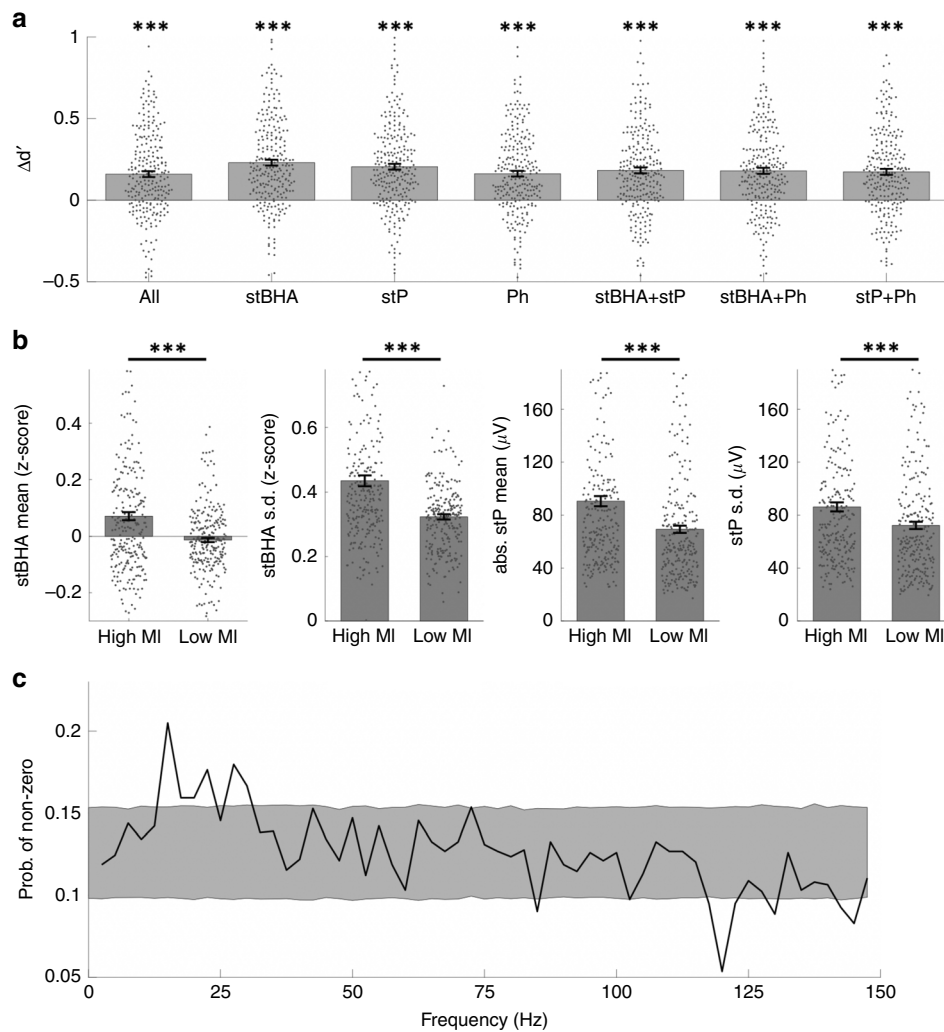 a
*** *** *** *** *** *** ***
1
0.5
0
–0.5
Δd′
All stBHA stP Ph stBHA+stP stBHA+Ph stP+Ph
b
*** *** *** ***
stBHA mean (z-score)
0.4
0.2
0
–0.2
High MI Low MI
stBHA s.d. (z-score)
0.6
0.4
0.2
0
High MI Low MI
abs. stP mean (μV)
160
120
80
40
0
High MI Low MI
stP s.d. (μV)
160
120
80
40
0
High MI Low MI
c
Prob. of non-zero
0.2
0.15
0.1
0.05
0 25 50 75 100 125 150
Frequency (Hz)